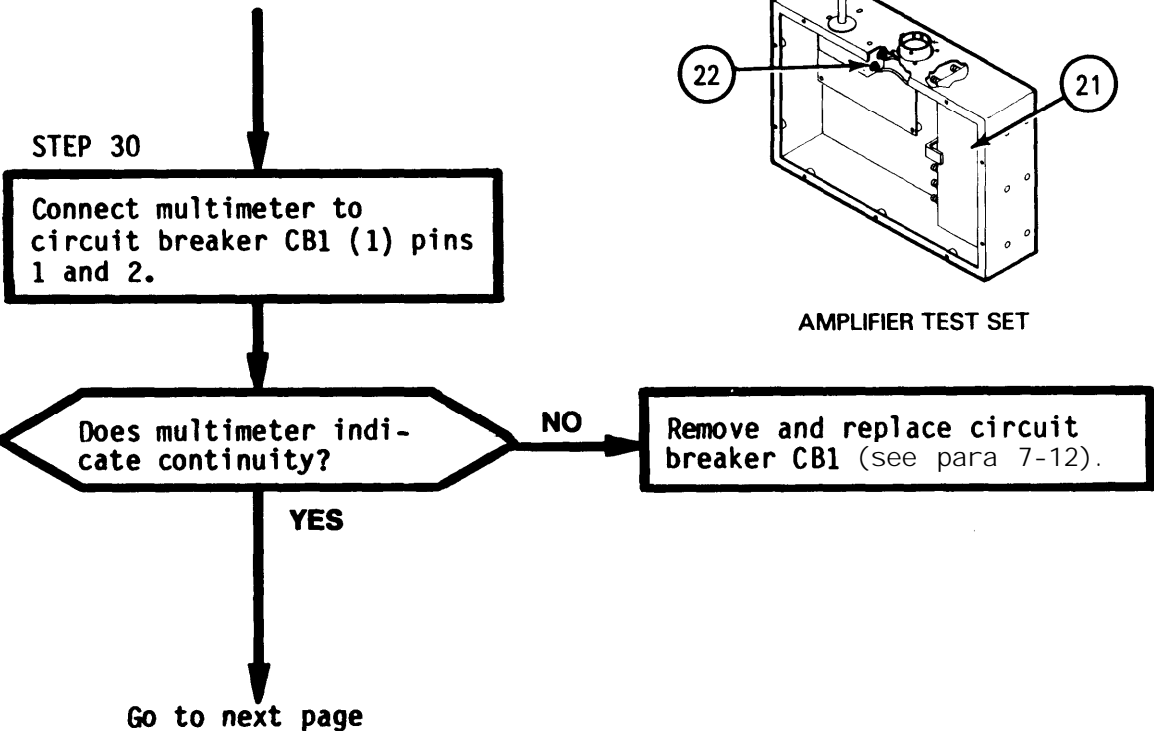 22
21
AMPLIFIER TEST SET
STEP 30
Connect multimeter to
circuit breaker CB1 (1) pins
1 and 2.
Does multimeter indi-
cate continuity?
NO
Remove and replace circuit
breaker CB1 (see para 7-12).
YES
Go to next page